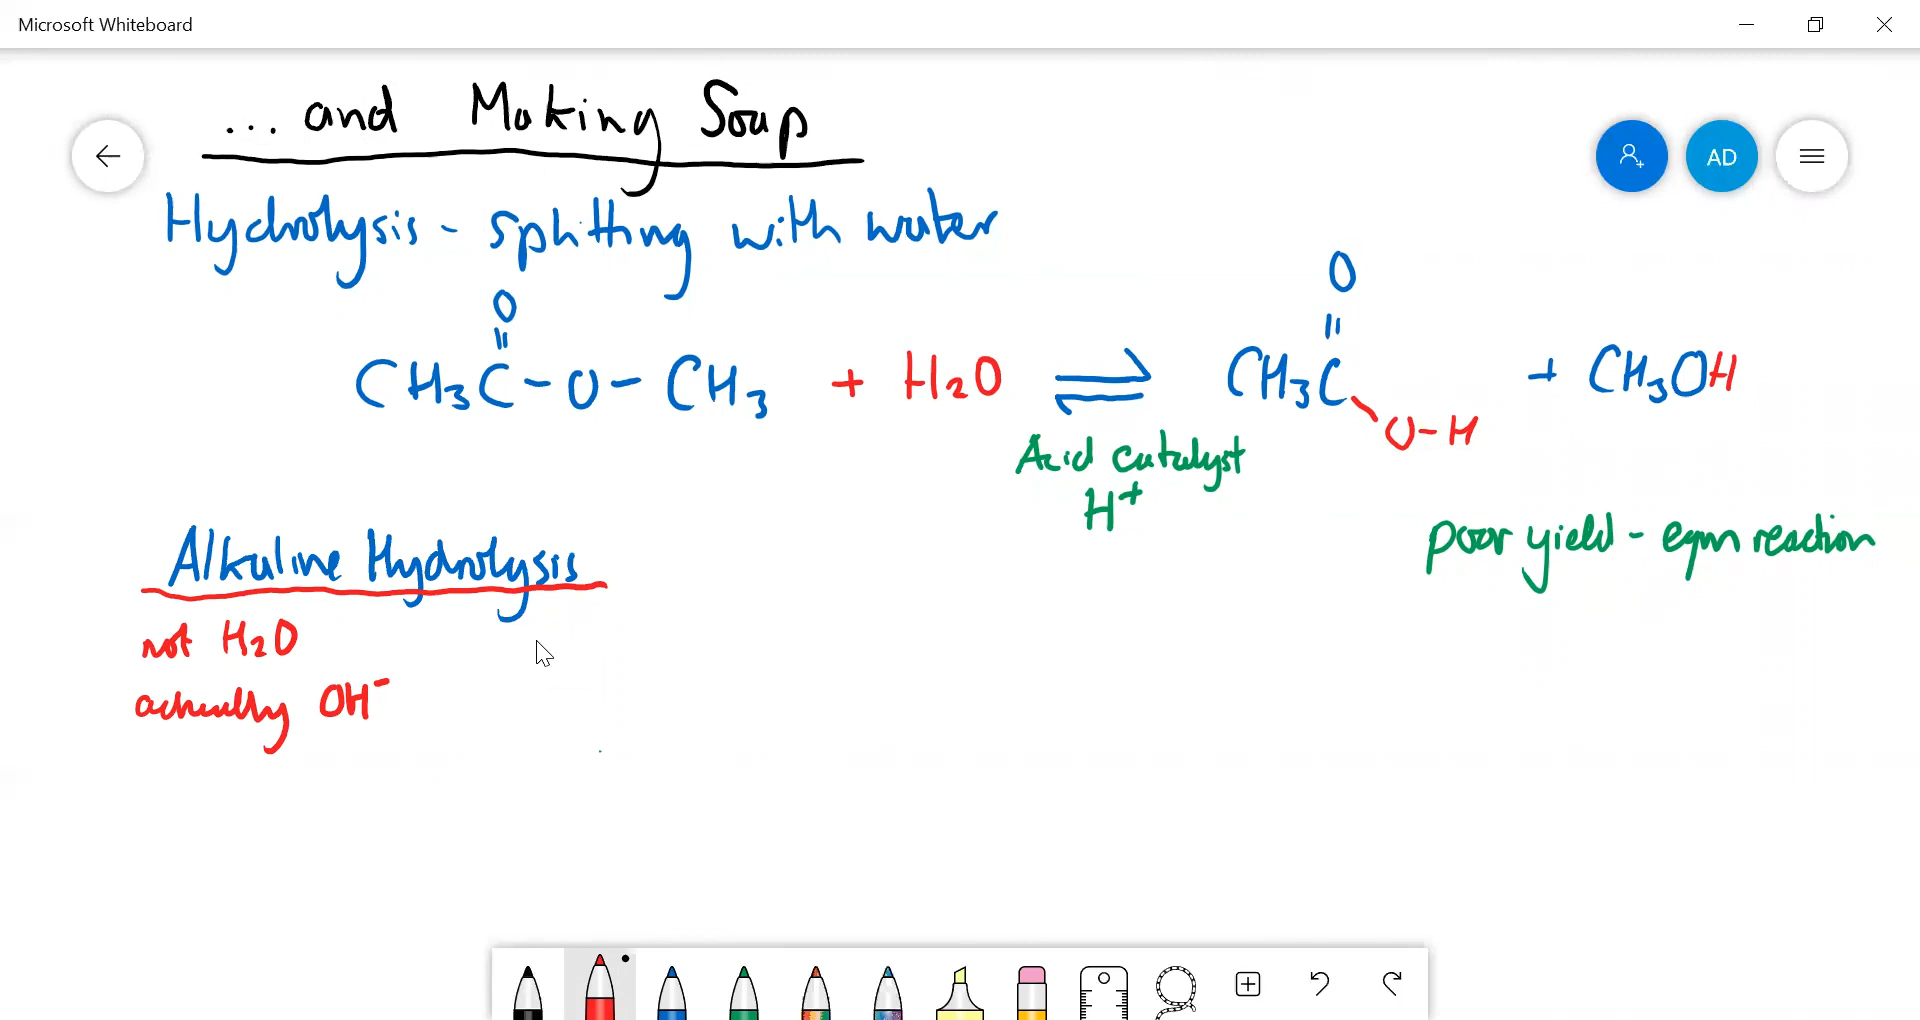 Microsoft Whiteboard
... and Making Soap
AD
Hydrolysis - splitting with water
O
O
||
||
CH3C - O - CH3 + H2O ⇌ CH3C + CH3OH
O-H
Acid catalyst
H+
Alkaline Hydrolysis
poor yield - eqm reaction
not H2O
actually OH-